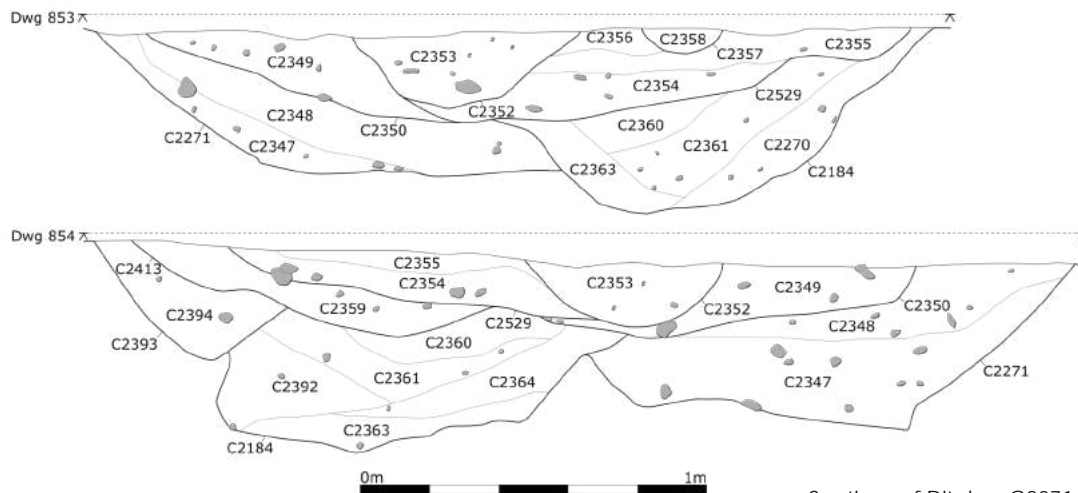 Dwg 853
C2356
C2358
C2355
C2353
C2357
C2349
C2354
C2529
C2352
C2348
C2360
C2350
C2271
C2347
C2361
C2270
C2363
C2184
Dwg 854
C2413
C2355
C2354
C2353
C2349
C2359
C2352
C2350
C2394
C2529
C2348
C2360
C2393
C2361
C2364
C2271
C2392
C2347
C2363
C2184
0m
1m